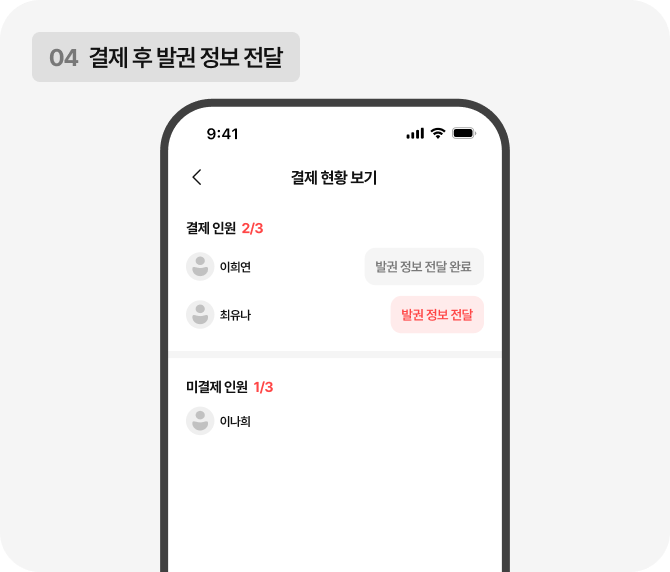 04 결제 후 발권 정보 전달
9:41
결제 현황 보기
결제 인원 2/3
이희연 발권 정보 전달 완료
최유나 발권 정보 전달
미결제 인원 1/3
이나희